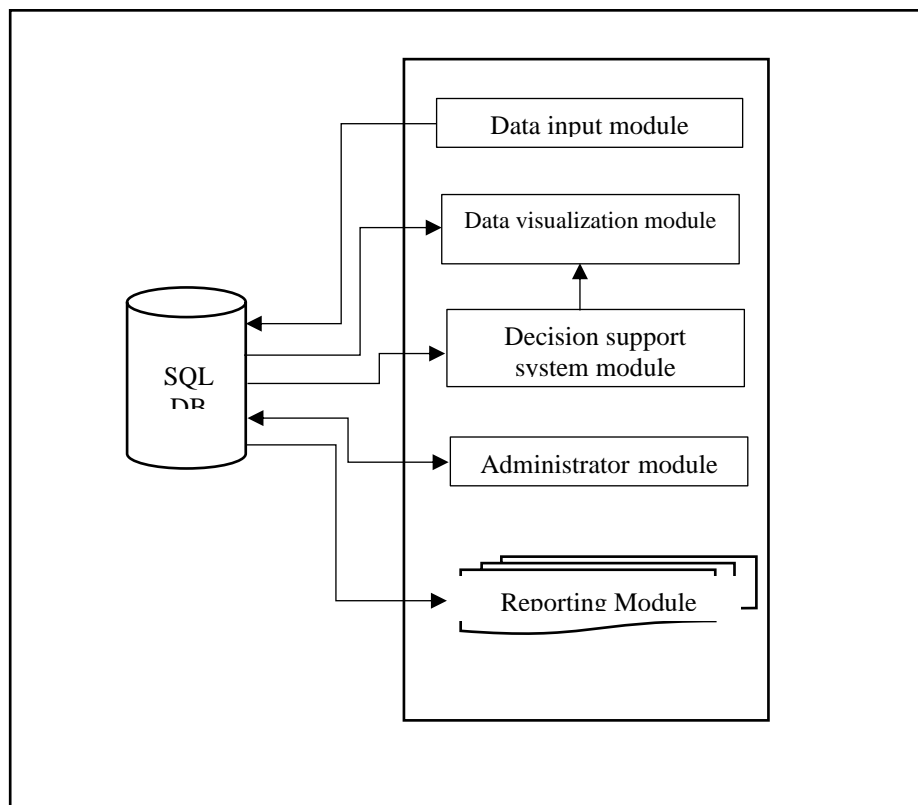 Data input module
Data visualization module
Decision support
system module
SQL
DB
Administrator module
Reporting Module